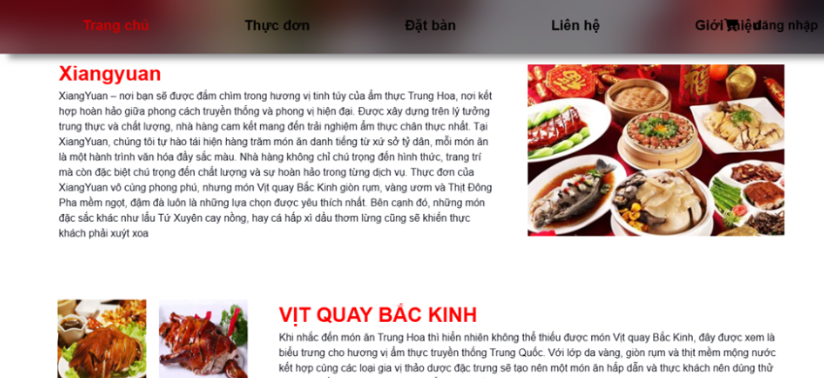 Trang chủ
Thực đơn
Đặt bàn
Liên hệ
Giới thiệu
đăng nhập
Xiangyuan
XiangYuan – nơi bạn sẽ được đắm chìm trong hương vị tinh túy của ẩm thực Trung Hoa, nơi kết
hợp hoàn hảo giữa phong cách truyền thống và phong vị hiện đại. Được xây dựng trên lý tưởng
trung thực và chất lượng, nhà hàng cam kết mang đến trải nghiệm ẩm thực chân thực nhất. Tại
XiangYuan, chúng tôi tự hào tái hiện hàng trăm món ăn danh tiếng từ xứ sở tỷ dân, mỗi món ăn
là một hành trình văn hóa đầy sắc màu. Nhà hàng không chỉ chú trọng đến hình thức, trang trí
mà còn đặc biệt chú trọng đến chất lượng và sự hoàn hảo trong từng dịch vụ. Thực đơn của
XiangYuan vô cùng phong phú, nhưng món Vịt quay Bắc Kinh giòn rụm, vàng ươm và Thịt Đông
Pha mềm ngọt, đậm đà luôn là những lựa chọn được yêu thích nhất. Bên cạnh đó, những món
đặc sắc khác như lẩu Tứ Xuyên cay nồng, hay cá hấp xì dầu thơm lừng cũng sẽ khiến thực
khách phải xuýt xoa
VỊT QUAY BẮC KINH
Khi nhắc đến món ăn Trung Hoa thì hiển nhiên không thể thiếu được món Vịt quay Bắc Kinh, đây được xem là
biểu trưng cho hương vị ẩm thực truyền thống Trung Quốc. Với lớp da vàng, giòn rụm và thịt mềm mộng nước
kết hợp cùng các loại gia vị thảo dược đặc trưng sẽ tạo nên một món ăn hấp dẫn và thực khách nên dùng thử